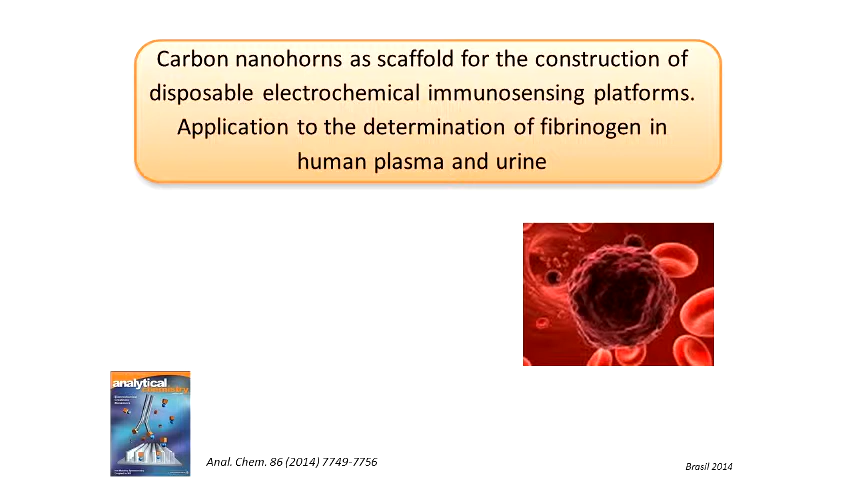 Carbon nanohorns as scaffold for the construction of
disposable electrochemical immunosensing platforms.
Application to the determination of fibrinogen in
human plasma and urine
analytical
chemistry
Anal. Chem. 86 (2014) 7749-7756
Brasil 2014